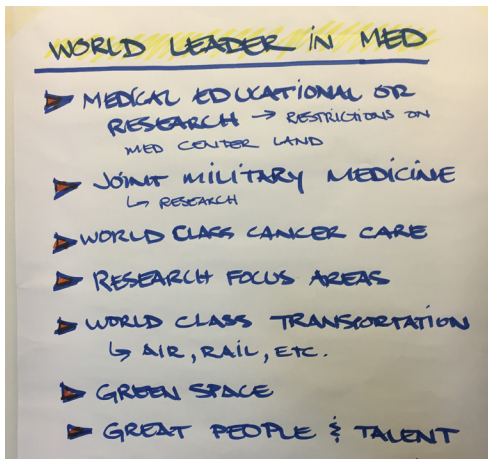 WORLD LEADER IN MED
MEDICAL EDUCATIONAL OR
RESEARCH → RESTRICTIONS ON
MED CENTER LAND
JOINT MILITARY MEDICINE
↳ RESEARCH
WORLD CLASS CANCER CARE
RESEARCH FOCUS AREAS
WORLD CLASS TRANSPORTATION
↳ AIR, RAIL, ETC.
GREEN SPACE
GREAT PEOPLE & TALENT